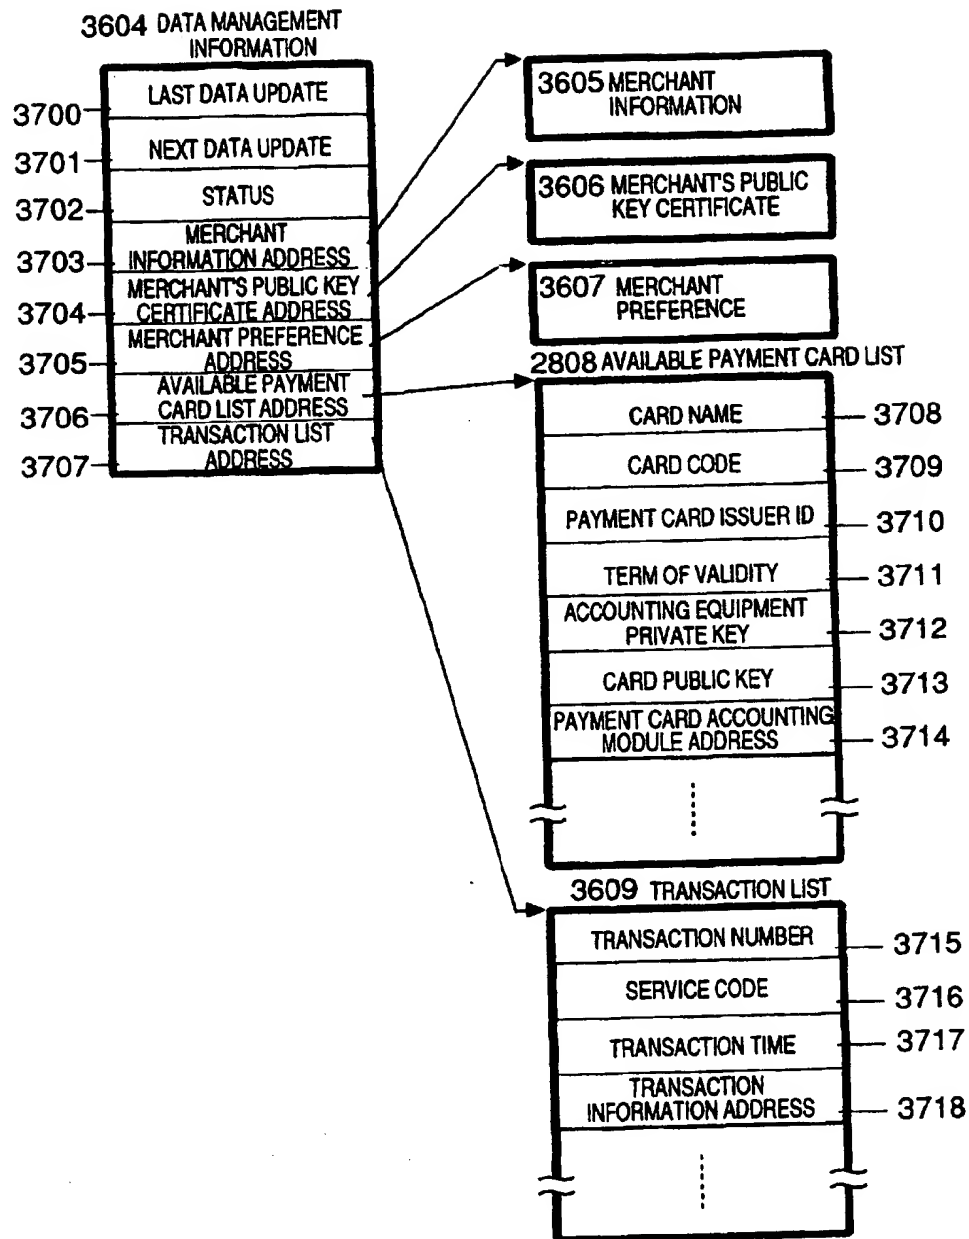 3604 DATA MANAGEMENT
INFORMATION
LAST DATA UPDATE
3700
NEXT DATA UPDATE
3701
STATUS
3702
MERCHANT
INFORMATION ADDRESS
3703
MERCHANT'S PUBLIC KEY
CERTIFICATE ADDRESS
3704
MERCHANT PREFERENCE
ADDRESS
3705
AVAILABLE PAYMENT
CARD LIST ADDRESS
3706
TRANSACTION LIST
ADDRESS
3707
3605 MERCHANT
INFORMATION
3606 MERCHANT'S PUBLIC
KEY CERTIFICATE
3607 MERCHANT
PREFERENCE
2808 AVAILABLE PAYMENT CARD LIST
CARD NAME
3708
CARD CODE
3709
PAYMENT CARD ISSUER ID
3710
TERM OF VALIDITY
3711
ACCOUNTING EQUIPMENT
PRIVATE KEY
3712
CARD PUBLIC KEY
3713
PAYMENT CARD ACCOUNTING
MODULE ADDRESS
3714
3609 TRANSACTION LIST
TRANSACTION NUMBER
3715
SERVICE CODE
3716
TRANSACTION TIME
3717
TRANSACTION
INFORMATION ADDRESS
3718